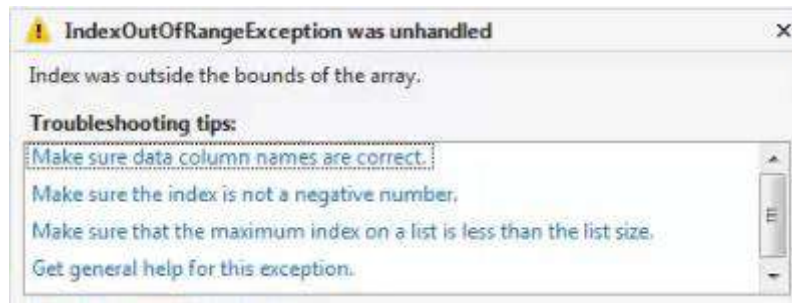 IndexOutOfRangeException was unhandled
Index was outside the bounds of the array.
Troubleshooting tips:
Make sure data column names are correct.
Make sure the index is not a negative number.
Make sure that the maximum index on a list is less than the list size.
Get general help for this exception.